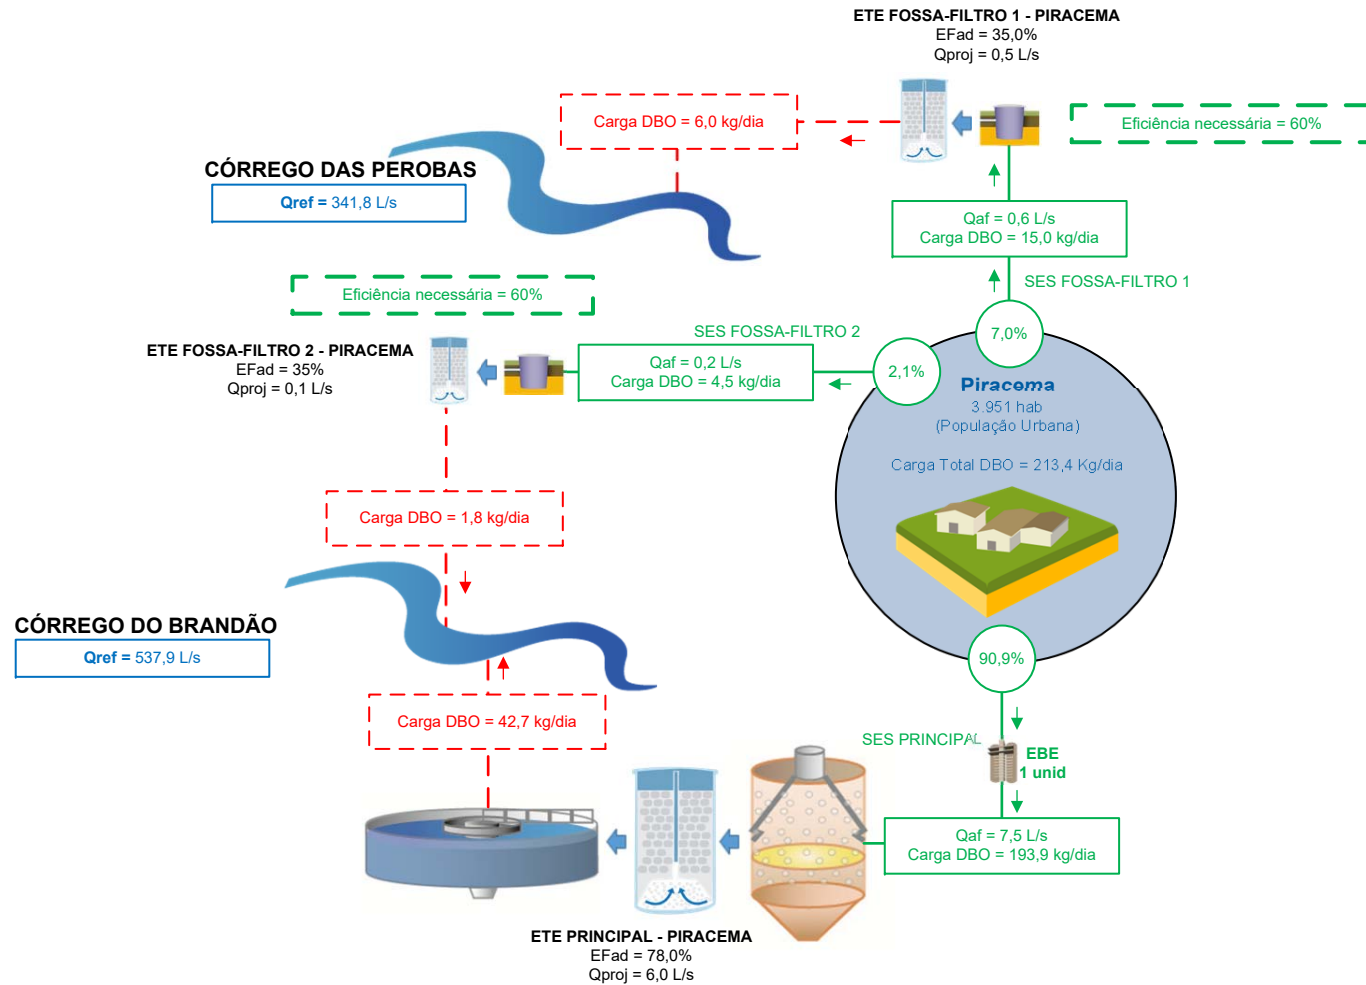 ETE FOSSA-FILTRO 1 - PIRACEMA
EFad = 35,0%
Qproj = 0,5 L/s
Carga DBO = 6,0 kg/dia
Eficiência necessária = 60%
CÓRREGO DAS PEROBAS
Qref = 341,8 L/s
Qaf = 0,6 L/s
Carga DBO = 15,0 kg/dia
SES FOSSA-FILTRO 1
Eficiência necessária = 60%
7,0%
SES FOSSA-FILTRO 2
ETE FOSSA-FILTRO 2 - PIRACEMA
EFad = 35%
Qproj = 0,1 L/s
Qaf = 0,2 L/s
Carga DBO = 4,5 kg/dia
2,1%
Piracema
3.951 hab
(População Urbana)
Carga Total DBO = 213,4 Kg/dia
Carga DBO = 1,8 kg/dia
CÓRREGO DO BRANDÃO
Qref = 537,9 L/s
90,9%
Carga DBO = 42,7 kg/dia
SES PRINCIPAL
EBE
1 unid
Qaf = 7,5 L/s
Carga DBO = 193,9 kg/dia
ETE PRINCIPAL - PIRACEMA
EFad = 78,0%
Qproj = 6,0 L/s